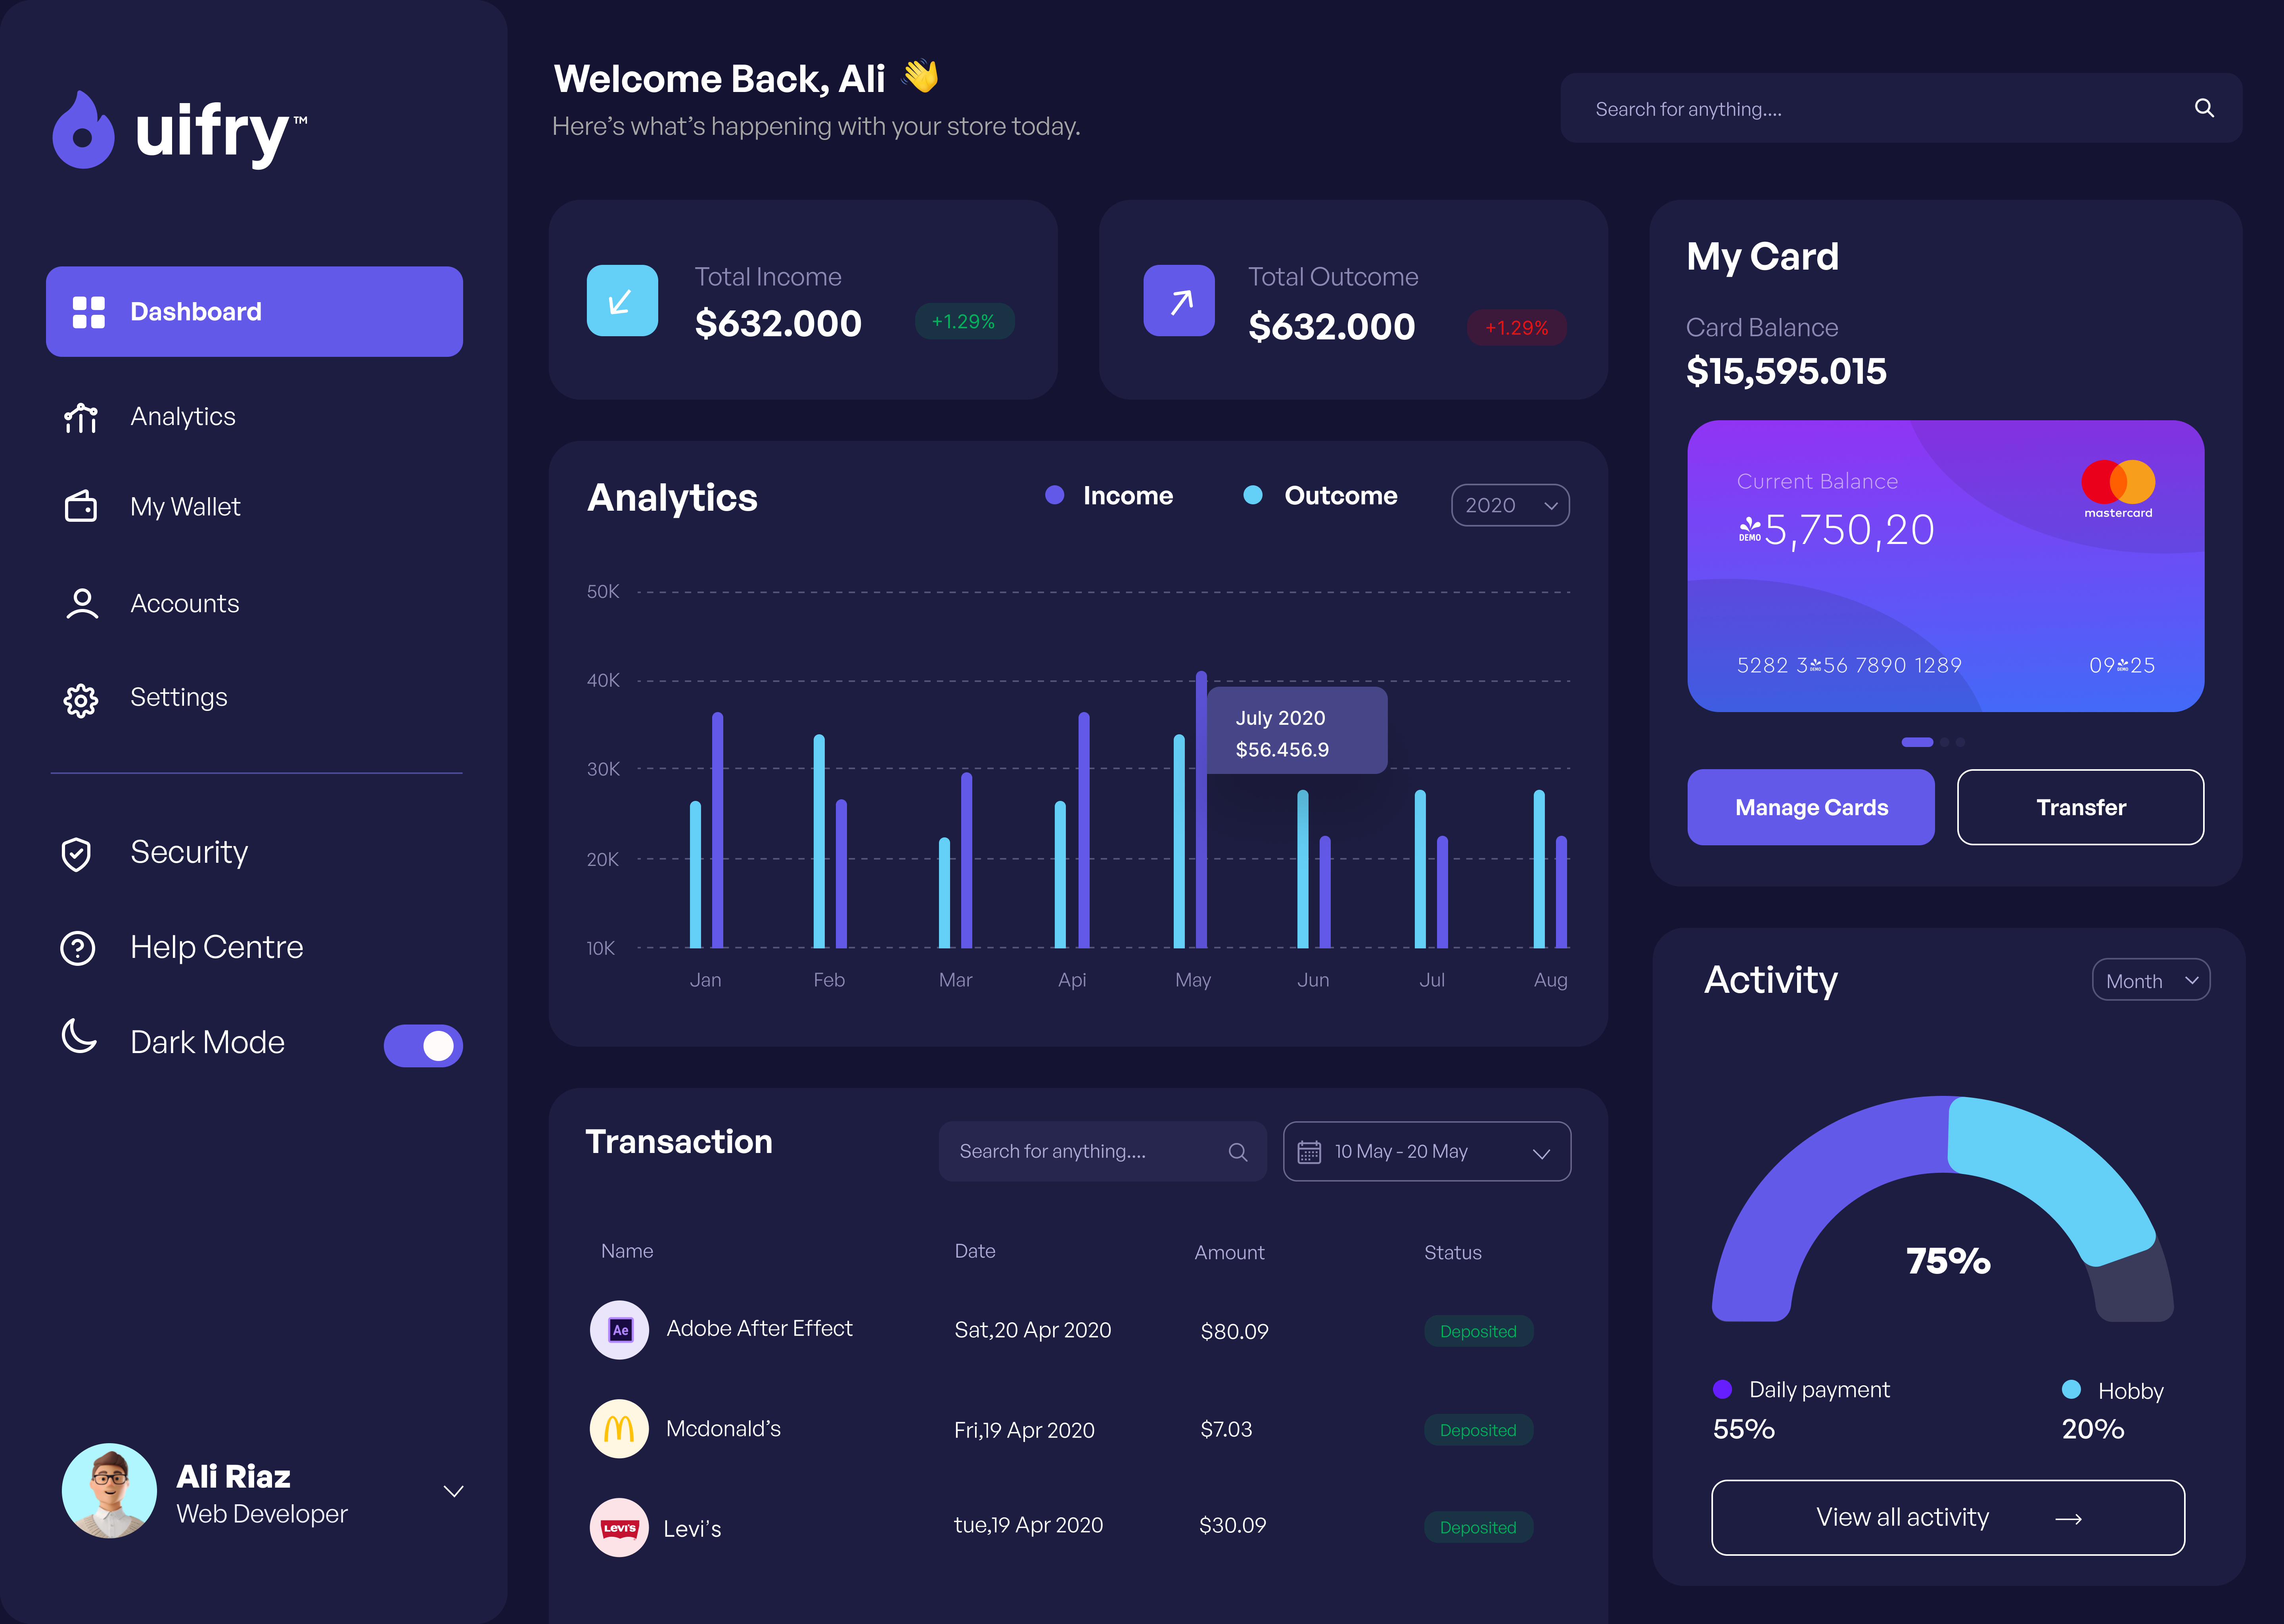 uifry™
Dashboard
Analytics
My Wallet
Accounts
Settings
Security
Help Centre
Dark Mode
Ali Riaz
Web Developer
Welcome Back, Ali 👋
Here’s what’s happening with your store today.
Search for anything....
Total Income
$632.000
+1.29%
Total Outcome
$632.000
+1.29%
Analytics
Income
Outcome
2020
50K
40K
30K
20K
10K
July 2020
$56.456.9
Jan
Feb
Mar
Api
May
Jun
Jul
Aug
Transaction
Search for anything....
10 May - 20 May
Name
Date
Amount
Status
Ae
Adobe After Effect
Sat,20 Apr 2020
$80.09
Deposited
Mcdonald’s
Fri,19 Apr 2020
$7.03
Deposited
Levi's
Levi’s
tue,19 Apr 2020
$30.09
Deposited
My Card
Card Balance
$15,595.015
Current Balance
mastercard
DEMO 5,750,20
5282 3DEMO56 7890 1289
09DEMO25
Manage Cards
Transfer
Activity
Month
75%
Daily payment
55%
Hobby
20%
View all activity